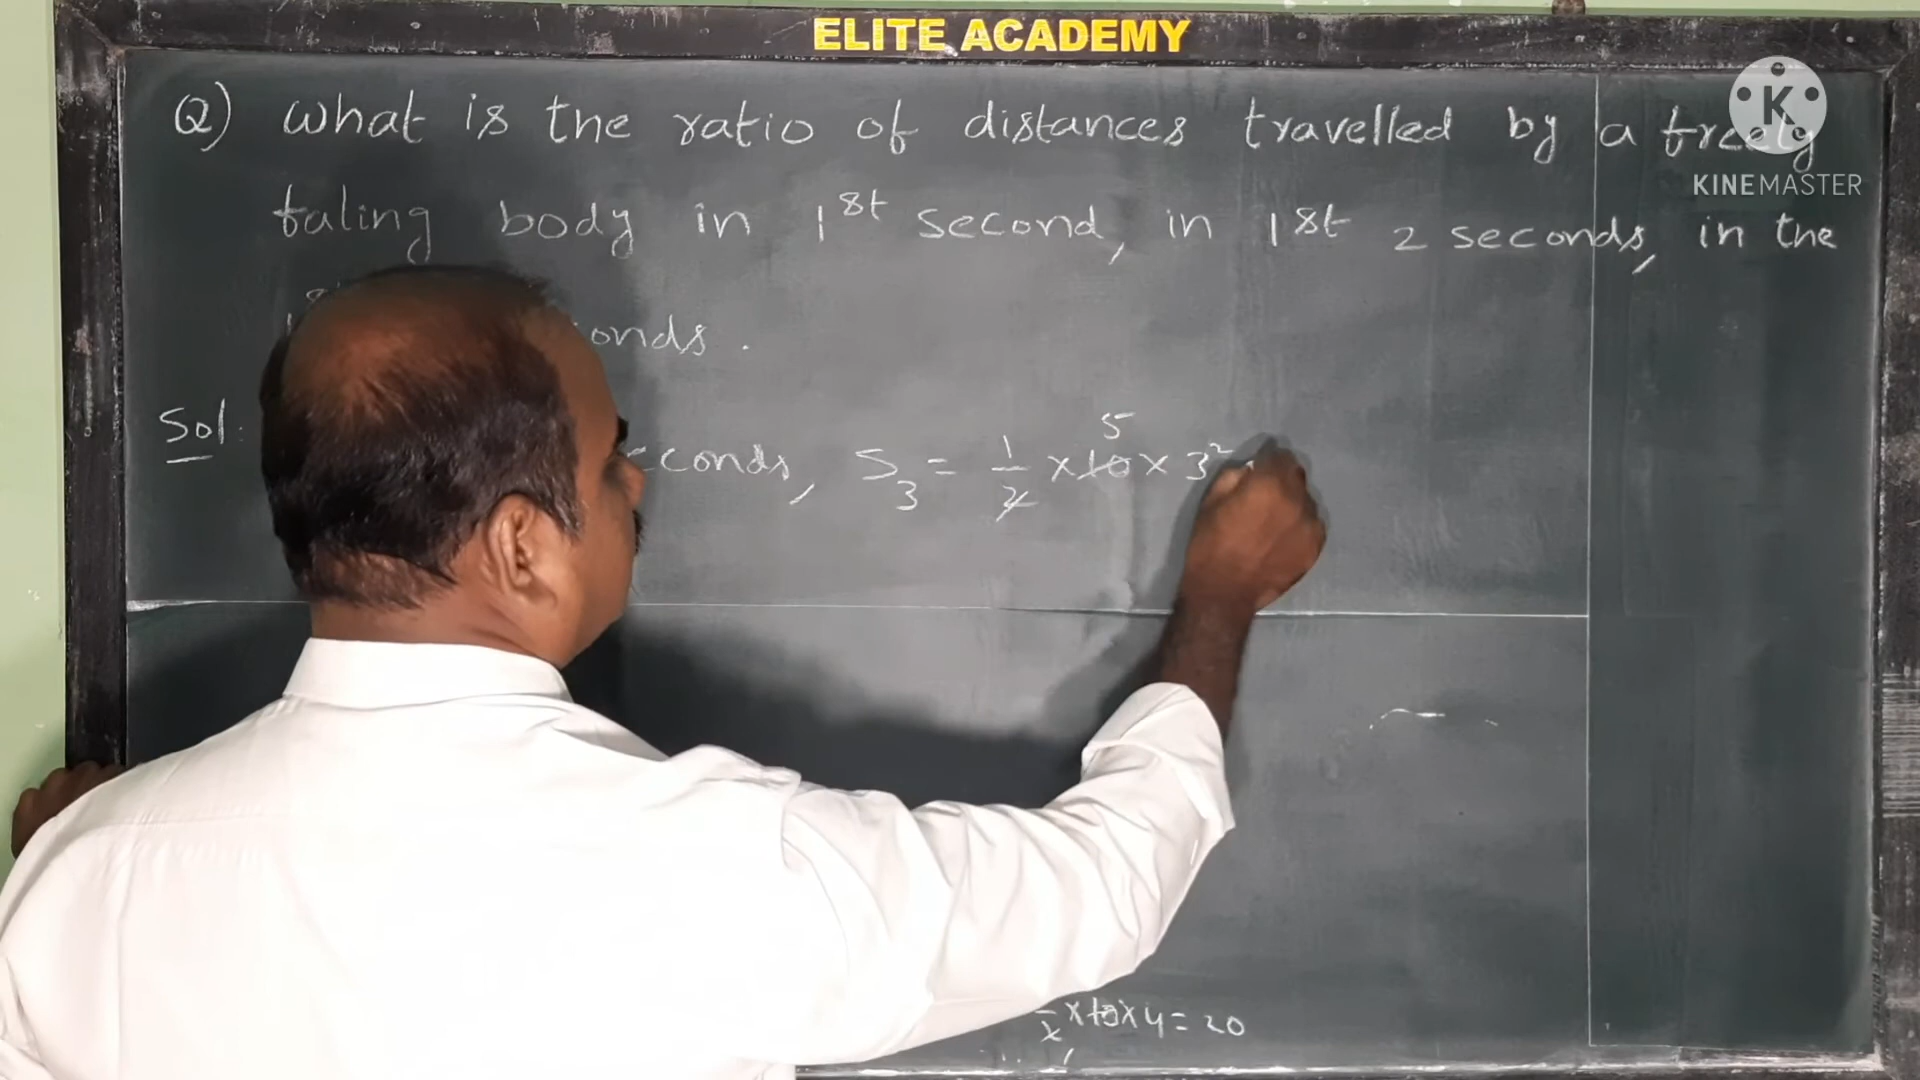 ELITE ACADEMY
K
KINEMASTER
Q) what is the ratio of distances travelled by a freely
faling body in 1st second, in 1st 2 seconds, in the
onds.
Sol: econds, S3 = 1/2 x 10 x 3²
5
x 10 x 4 = 20